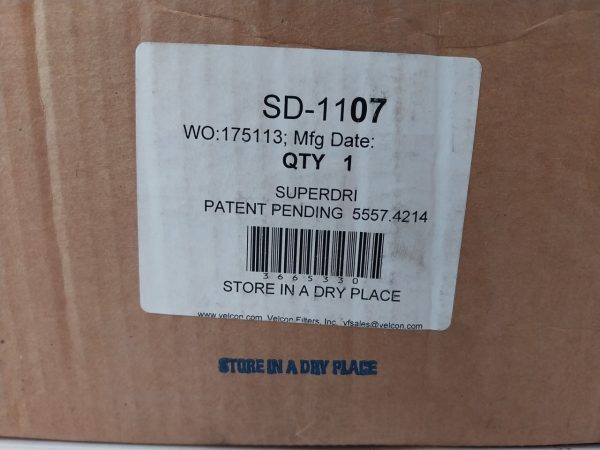 SD-1107
WO:175113; Mfg Date:
QTY 1
SUPERDRI
PATENT PENDING 5557.4214
3665330
STORE IN A DRY PLACE
www.velcon.com Velcon Filters, Inc. vfsales@velcon.com
STORE IN A DRY PLACE